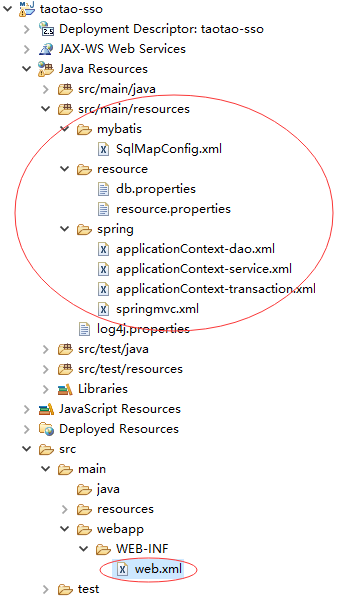 taotao-sso
Deployment Descriptor: taotao-sso
JAX-WS Web Services
Java Resources
src/main/java
src/main/resources
mybatis
SqlMapConfig.xml
resource
db.properties
resource.properties
spring
applicationContext-dao.xml
applicationContext-service.xml
applicationContext-transaction.xml
springmvc.xml
log4j.properties
src/test/java
src/test/resources
Libraries
JavaScript Resources
Deployed Resources
src
main
java
resources
webapp
WEB-INF
web.xml
test